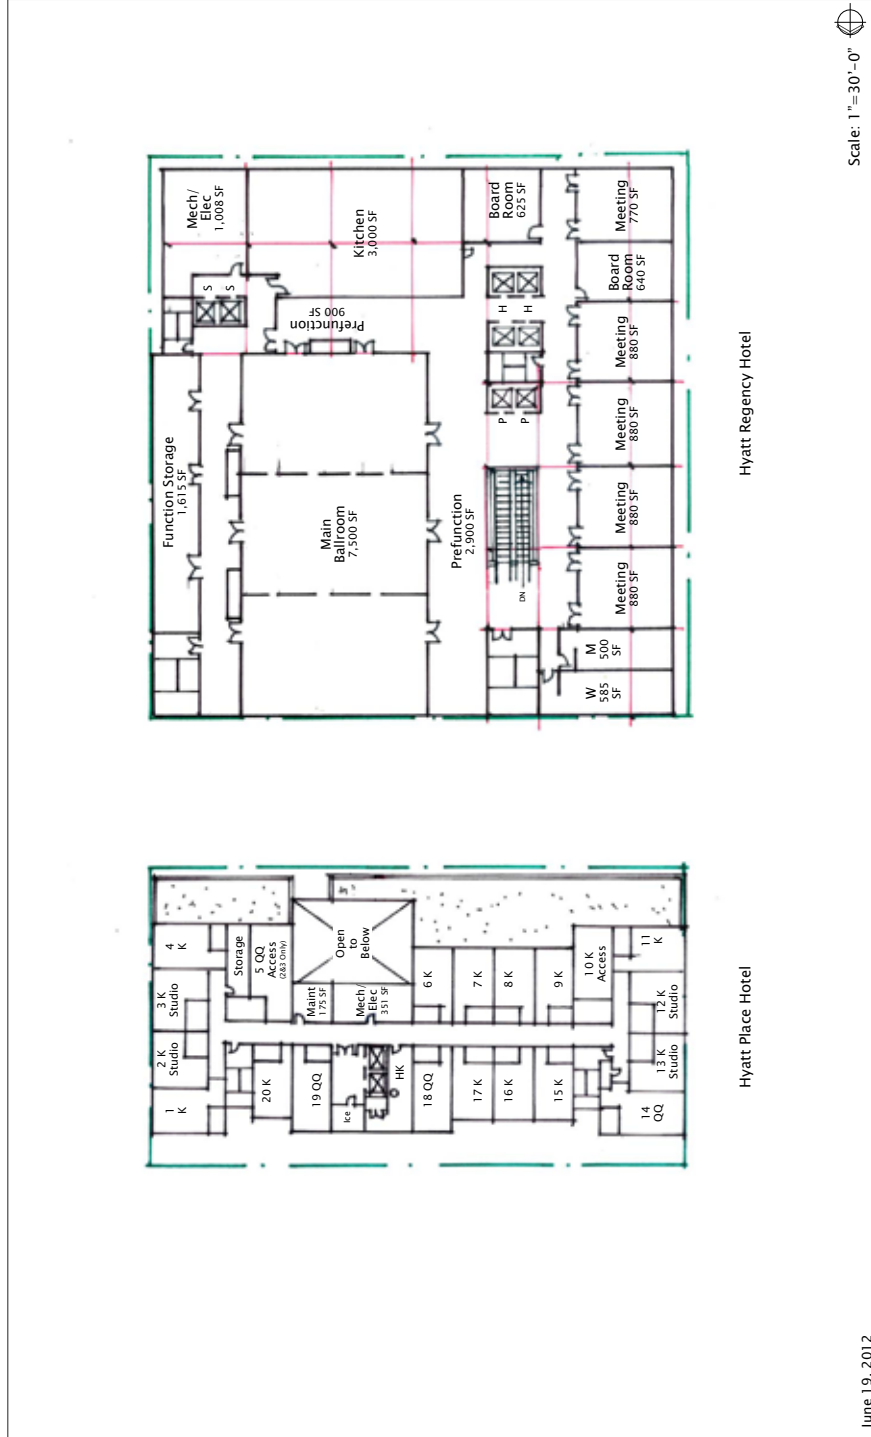 Scale: 1"=30'-0"
Mech/
Elec
1,008 SF
Kitchen
3,000 SF
Board
Room
625 SF
Meeting
770 SF
S
S
Prefunction
900 SF
H
H
Board
Room
640 SF
Meeting
880 SF
P
P
Meeting
880 SF
Function Storage
1,615 SF
Main
Ballroom
7,500 SF
Prefunction
2,900 SF
DN
Meeting
880 SF
Meeting
880 SF
M
500
SF
W
585
SF
Hyatt Regency Hotel
4
K
Storage
5 QQ
Access
(2&3 Only)
Open
to
Below
3 K
Studio
Maint
175 SF
Mech/
Elec
351 SF
6 K
7 K
8 K
9 K
10 K
Access
11
K
12 K
Studio
2 K
Studio
1
K
20 K
19 QQ
Ice
HK
18 QQ
17 K
16 K
15 K
13 K
Studio
14
QQ
Hyatt Place Hotel
June 19, 2012